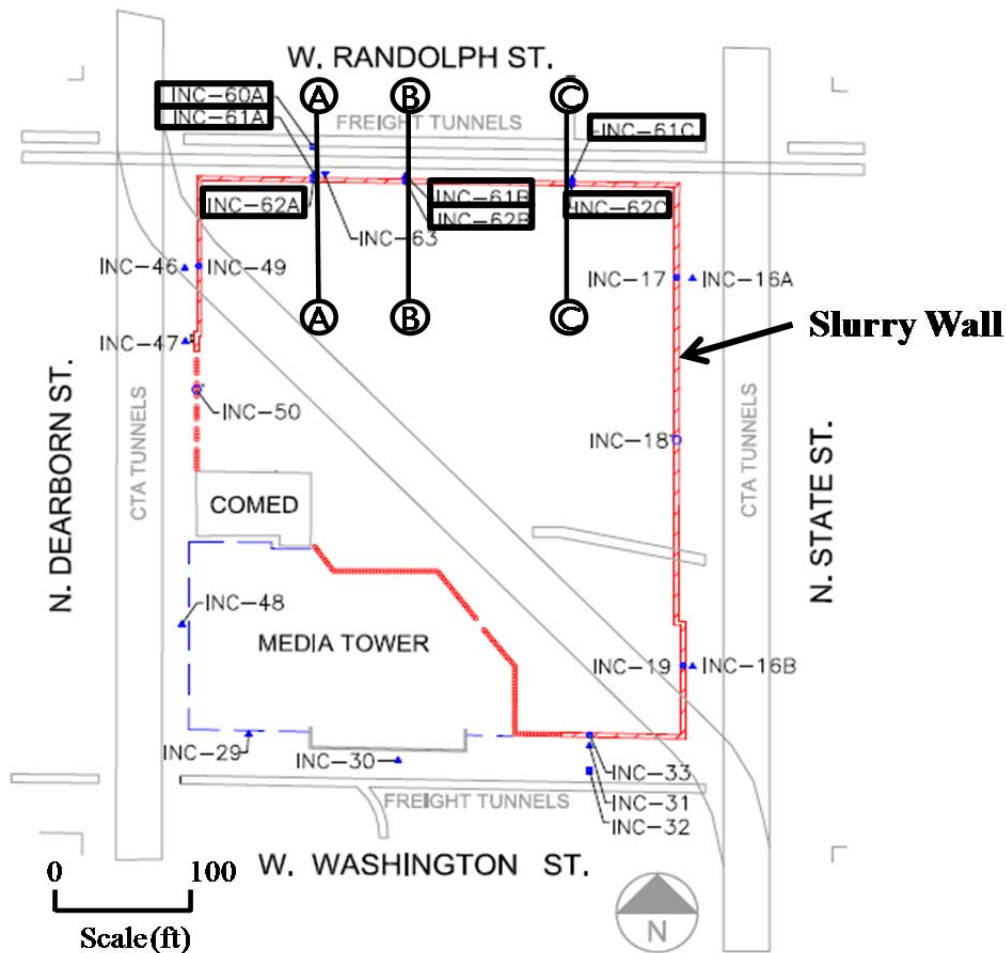 W. RANDOLPH ST.
INC-60A
INC-61A
A
B
C
FREIGHT TUNNELS
INC-61C
INC-62A
INC-61B
INC-62B
INC-62C
INC-63
INC-46
INC-49
INC-17
INC-16A
A
B
C
Slurry Wall
INC-47
INC-50
INC-18
N. DEARBORN ST.
CTA TUNNELS
CTA TUNNELS
N. STATE ST.
COMED
INC-48
MEDIA TOWER
INC-19
INC-16B
INC-29
INC-30
INC-33
INC-31
INC-32
FREIGHT TUNNELS
W. WASHINGTON ST.
0 100
Scale(ft)
N